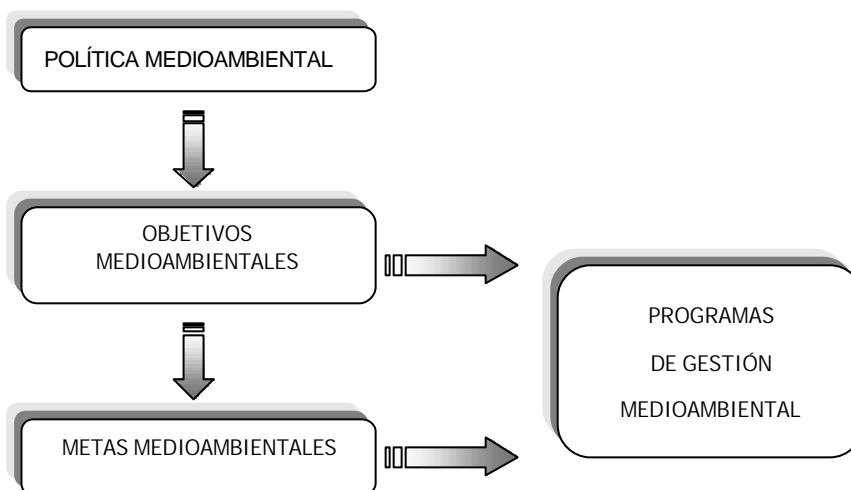 POLÍTICA MEDIOAMBIENTAL
OBJETIVOS
MEDIOAMBIENTALES
METAS MEDIOAMBIENTALES
PROGRAMAS
DE GESTIÓN
MEDIOAMBIENTAL